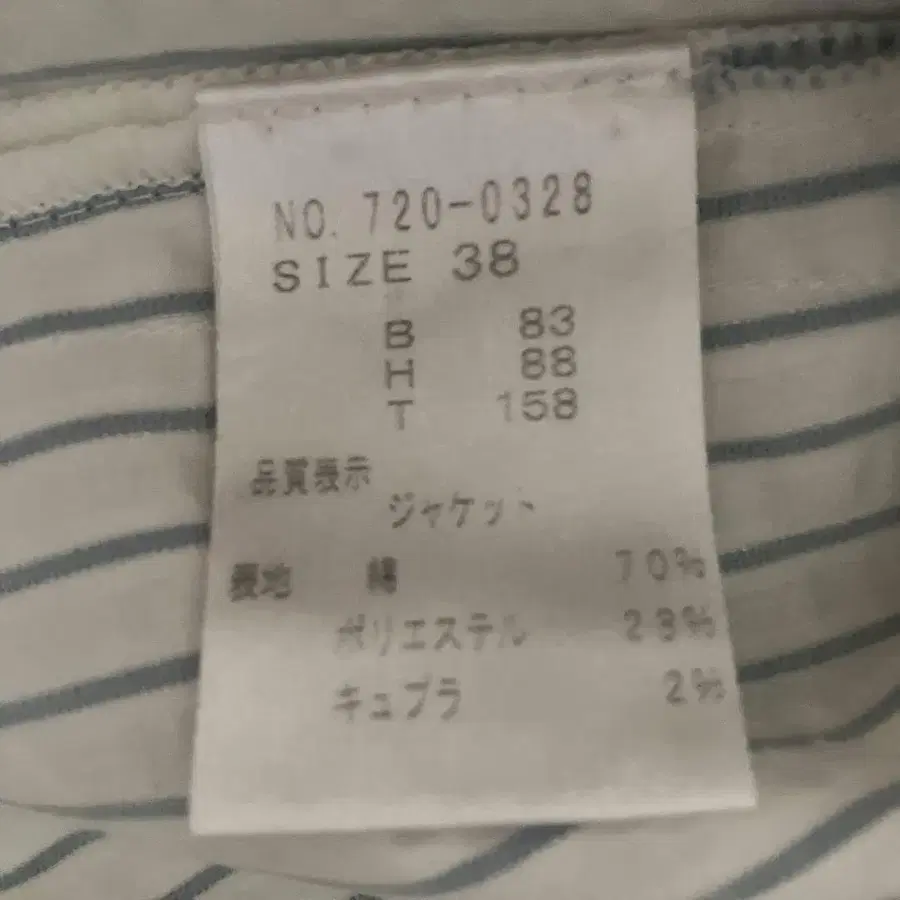 NO. 720-0328
SIZE 38
B 83
H 88
T 158
品質表示
ジャケット
表地 綿 70%
ポリエステル 28%
キュプラ 2%